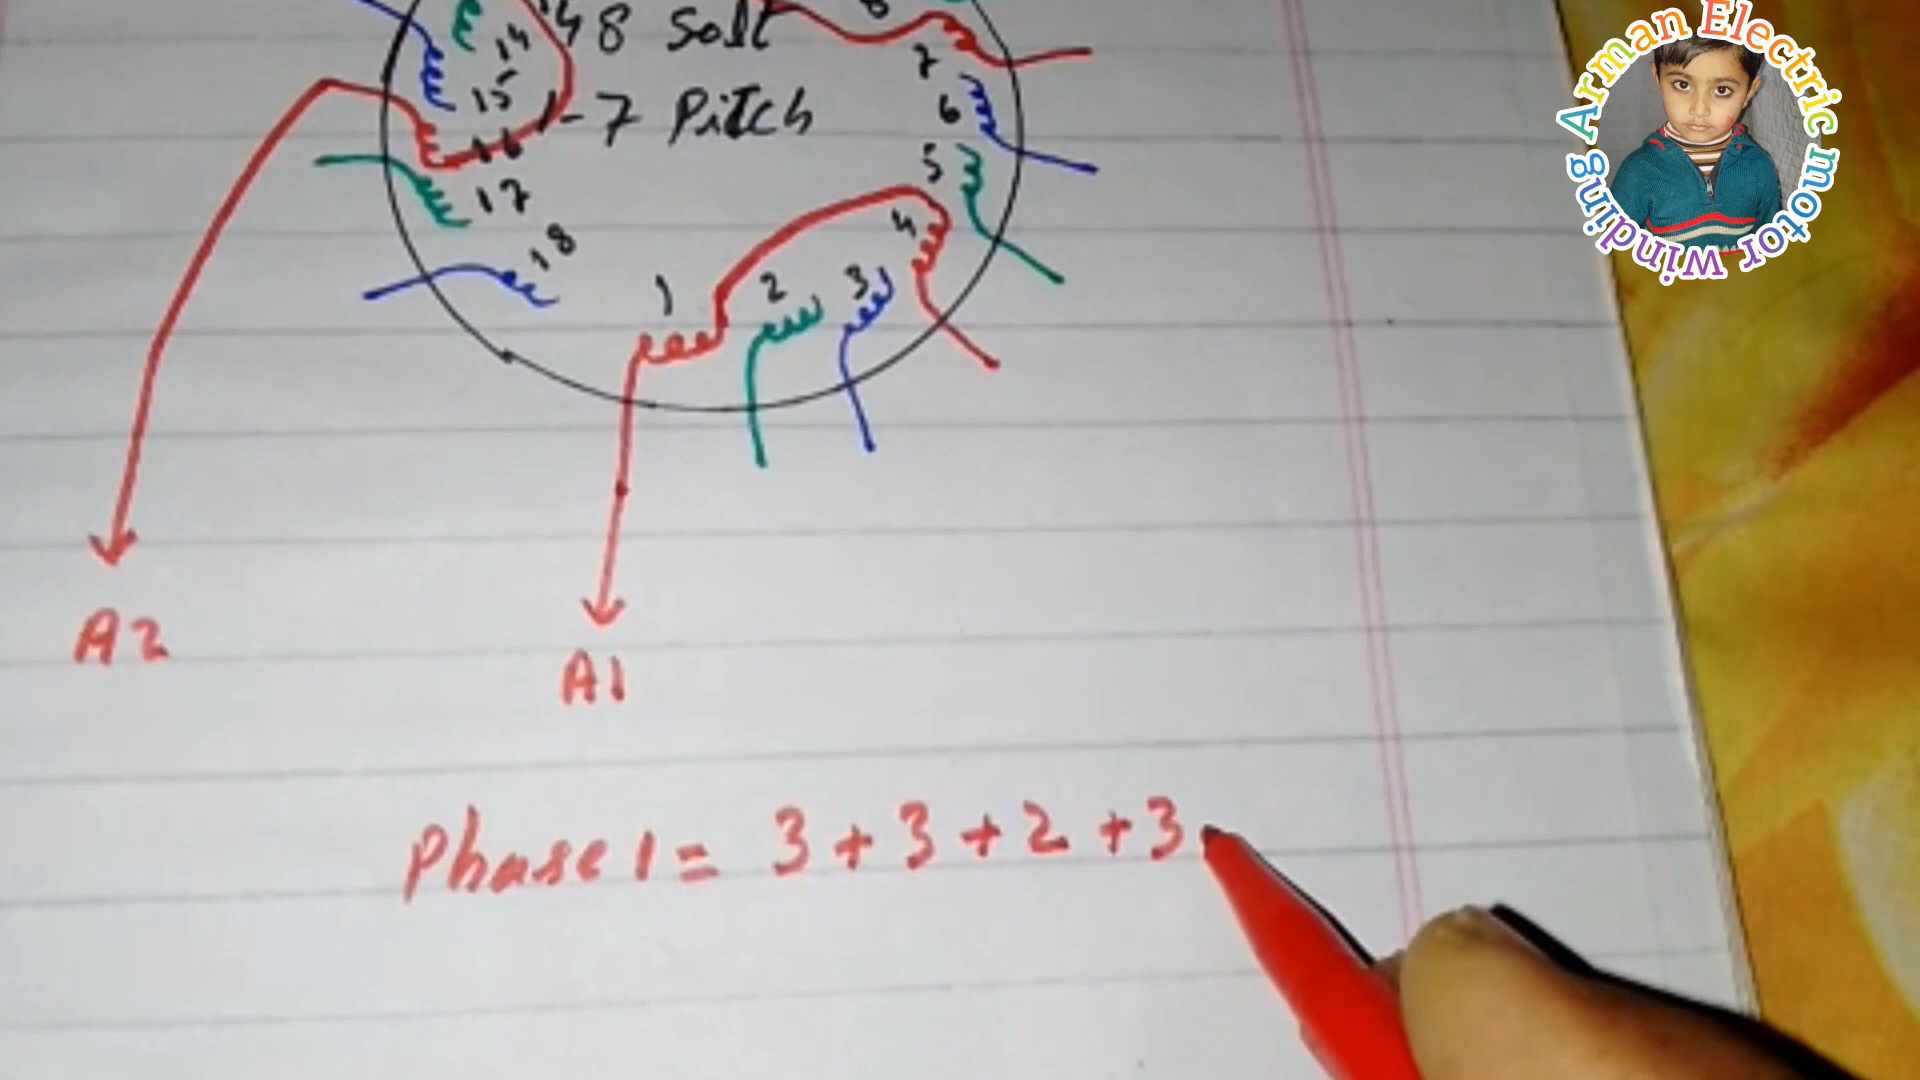 14
48 Solt
8
7
15
1-7 Pitch
6
16
5
17
4
18
1
2
3
A2
A1
Phase 1 = 3 + 3 + 2 + 3
Arman Electric motor winding